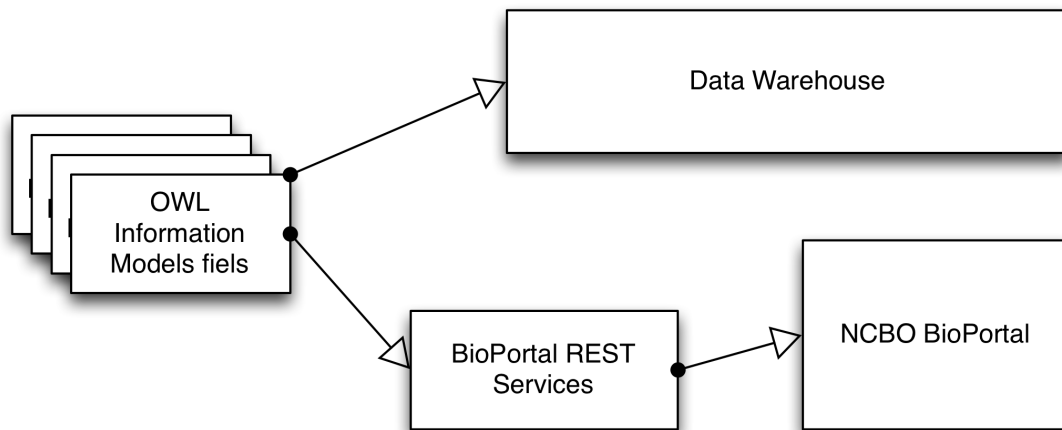 Data Warehouse
OWL
Information
Models fiels
BioPortal REST
Services
NCBO BioPortal